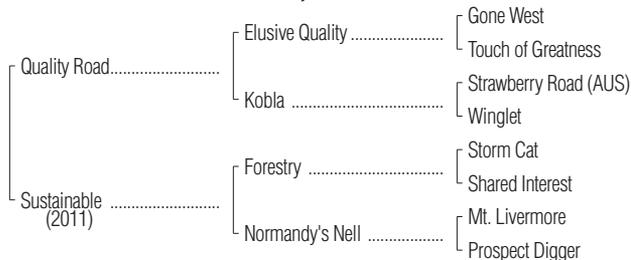 Gone West
Elusive Quality ......................
Touch of Greatness
Quality Road..........................
Strawberry Road (AUS)
Kobla ....................................
Winglet
Storm Cat
Forestry ................................
Shared Interest
Sustainable ..........................
(2011)
Mt. Livermore
Normandy's Nell ..................
Prospect Digger